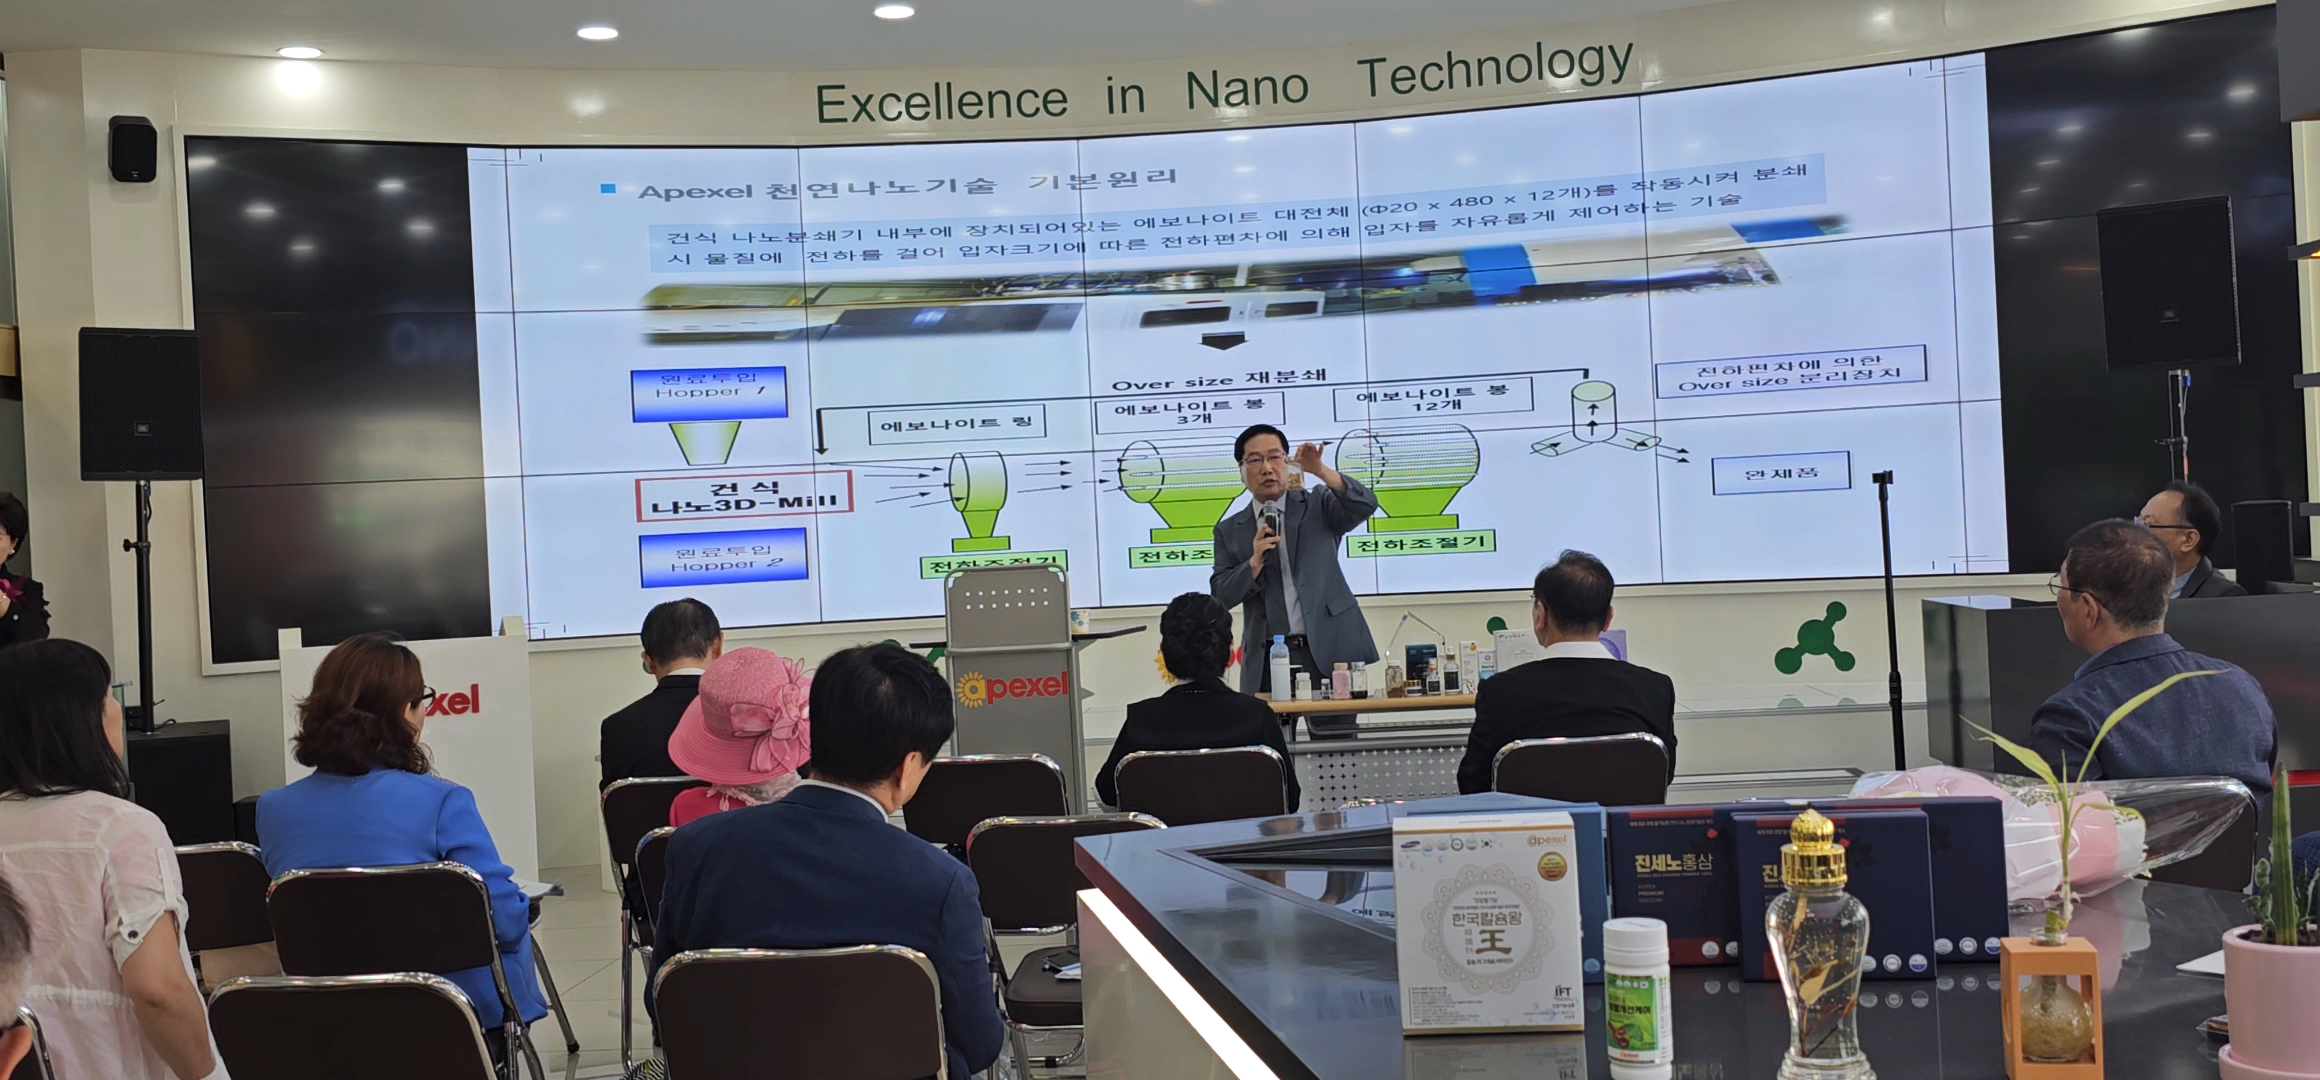 Excellence in Nano Technology
Apexel 천연나노기술 기본원리
건식 나노분쇄기 내부에 장치되어있는 에보나이트 대전체 (Φ20 x 480 x 12개)를 작동시켜 분쇄
시 물질에 전하를 걸어 입자크기에 따른 전하편차에 의해 입자를 자유롭게 제어하는 기술
원료투입
Hopper 1
Over size 재분쇄
에보나이트 링
에보나이트 봉
3개
에보나이트 봉
12개
전하편차에 의한
Over size 분리장치
건 식
나노3D-Mill
완제품
원료투입
Hopper 2
전하조절기
전하조
전하조절기
xel
apexel
JBL
apexel
한국칼슘왕
王
IFT
진세노홍삼
진